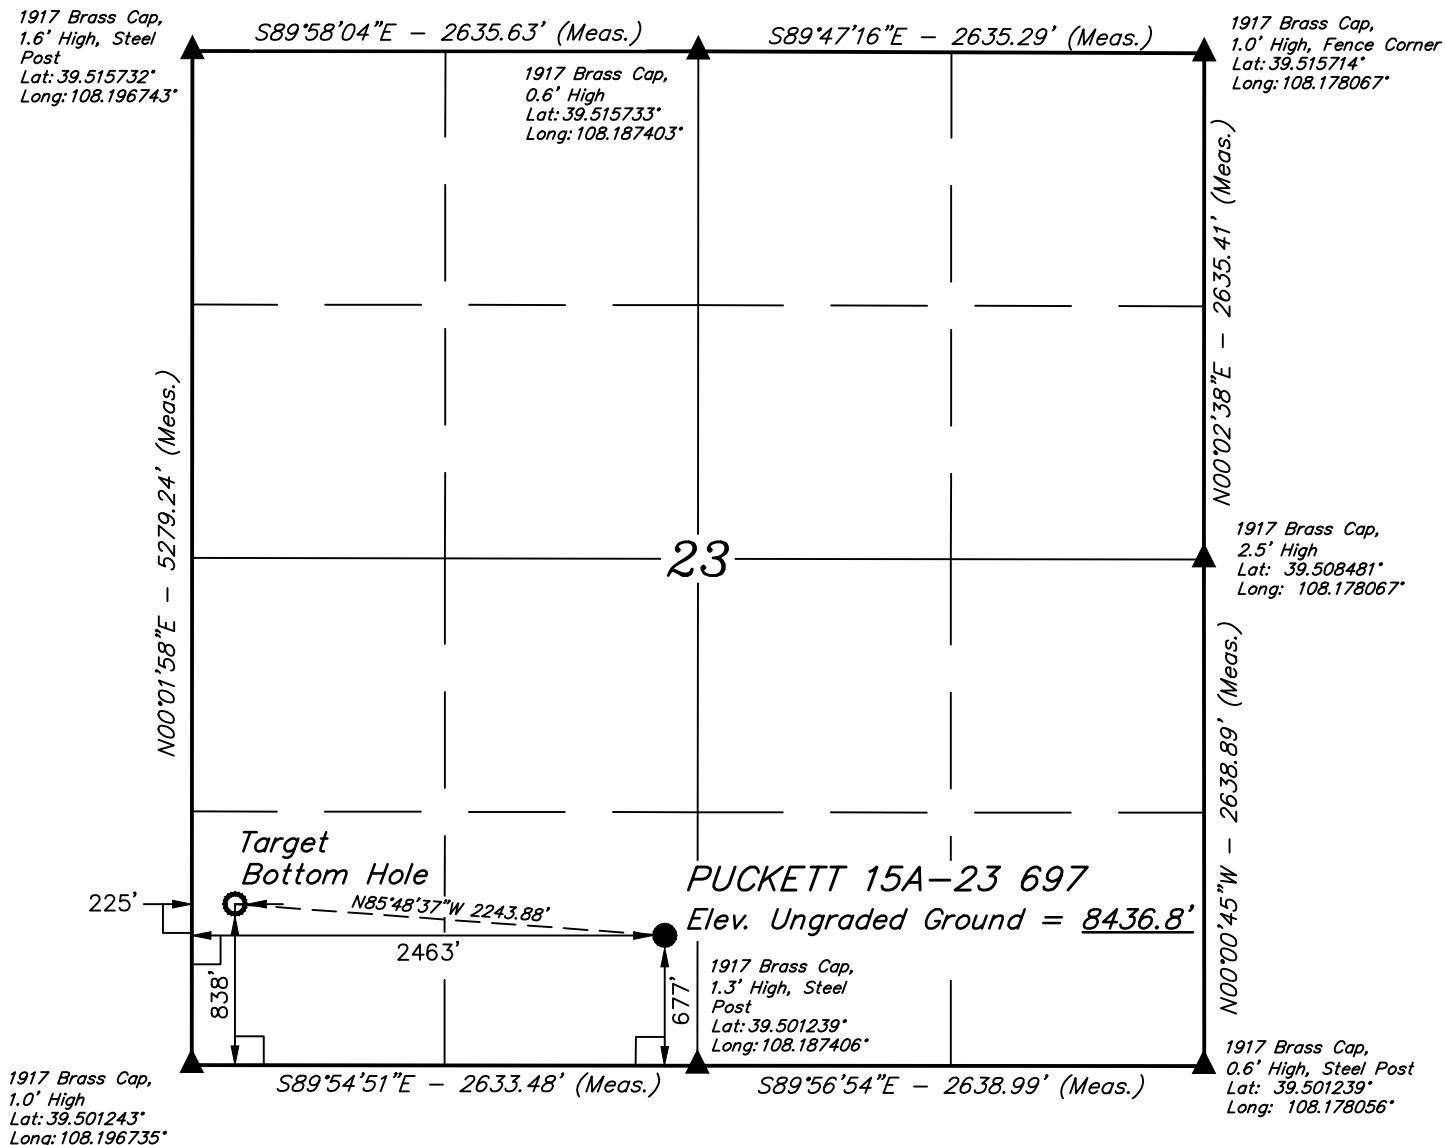 1917 Brass Cap,
1.6' High, Steel
Post
Lat: 39.515732°
Long: 108.196743°
S89°58'04"E - 2635.63' (Meas.)
1917 Brass Cap,
0.6' High
Lat: 39.515733°
Long: 108.187403°
S89°47'16"E - 2635.29' (Meas.)
1917 Brass Cap,
1.0' High, Fence Corner
Lat: 39.515714°
Long: 108.178067°
N00°02'38"E - 2635.41' (Meas.)
N00°01'58"E - 5279.24' (Meas.)
23
1917 Brass Cap,
2.5' High
Lat: 39.508481°
Long: 108.178067°
N00°00'45"W - 2638.89' (Meas.)
Target
Bottom Hole
225'
N85°48'37"W 2243.88'
2463'
838'
677'
PUCKETT 15A-23 697
Elev. Ungraded Ground = 8436.8'
1917 Brass Cap,
1.3' High, Steel
Post
Lat: 39.501239°
Long: 108.187406°
1917 Brass Cap,
1.0' High
Lat: 39.501243°
Long: 108.196735°
S89°54'51"E - 2633.48' (Meas.)
S89°56'54"E - 2638.99' (Meas.)
1917 Brass Cap,
0.6' High, Steel Post
Lat: 39.501239°
Long: 108.178056°